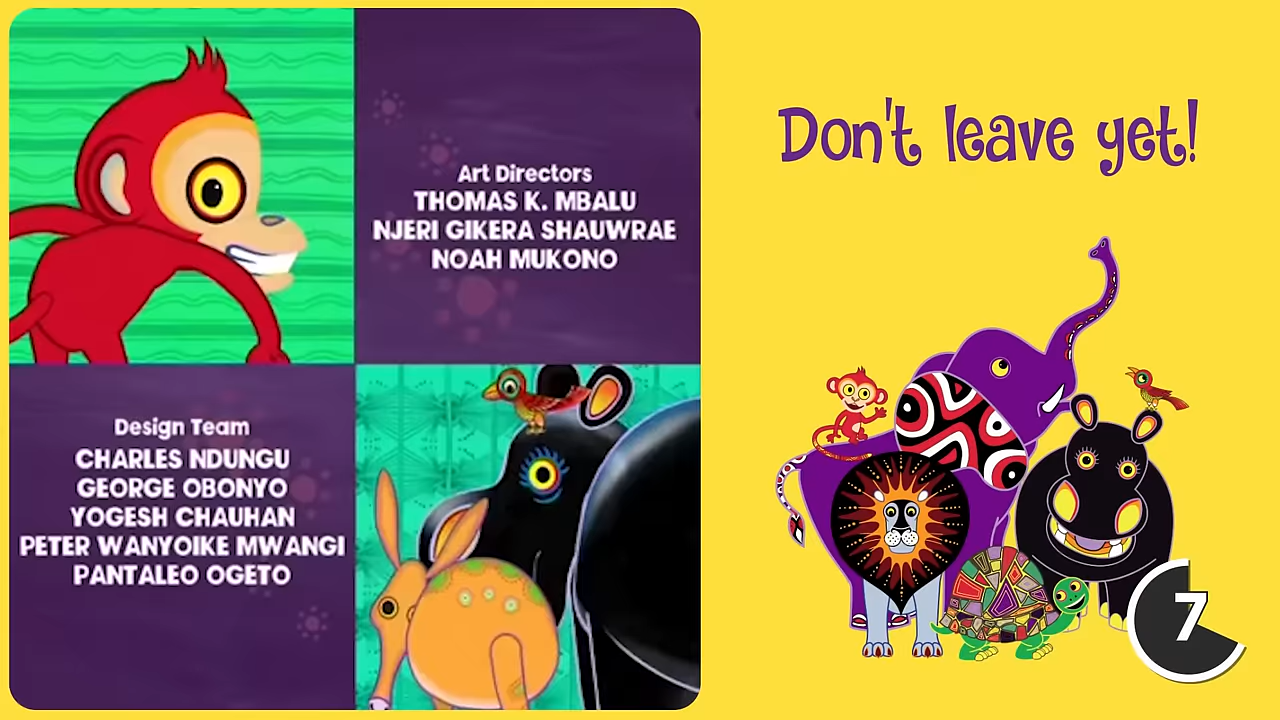 Art Directors
THOMAS K. MBALU
NJERI GIKERA SHAUWRAE
NOAH MUKONO
Design Team
CHARLES NDUNGU
GEORGE OBONYO
YOGESH CHAUHAN
PETER WANYOIKE MWANGI
PANTALEO OGETO
Don't leave yet!
7